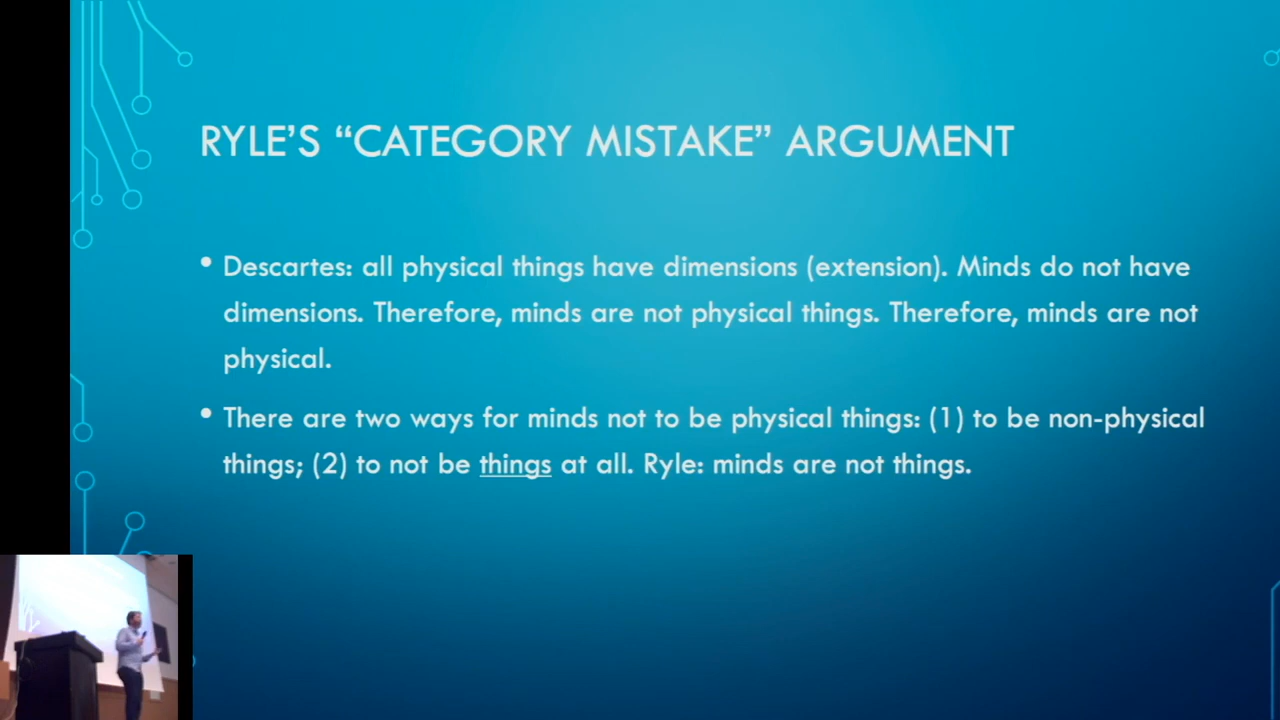 RYLE'S “CATEGORY MISTAKE” ARGUMENT
• Descartes: all physical things have dimensions (extension). Minds do not have
dimensions. Therefore, minds are not physical things. Therefore, minds are not
physical.
• There are two ways for minds not to be physical things: (1) to be non-physical
things; (2) to not be things at all. Ryle: minds are not things.